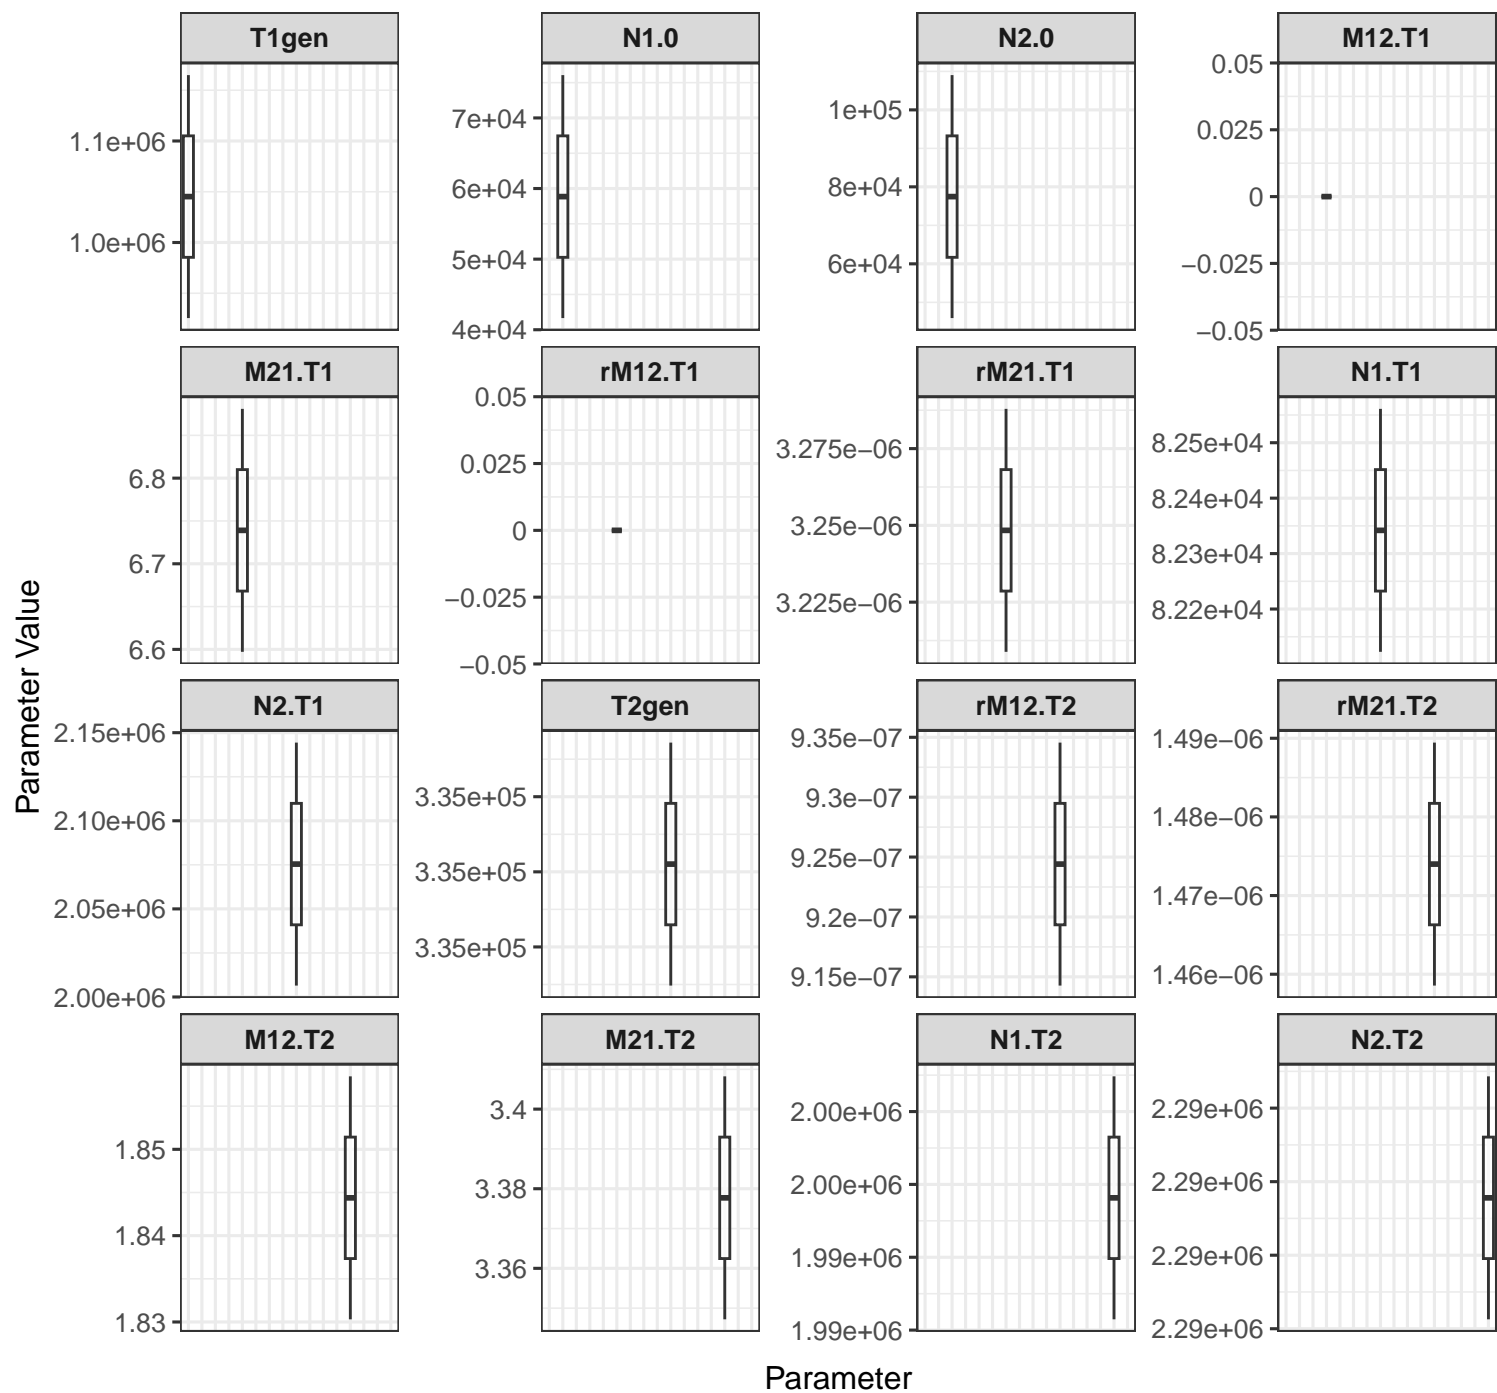 T1gen
N1.0
N2.0
M12.T1
1.1e+06
1.0e+06
7e+04
6e+04
5e+04
4e+04
1e+05
8e+04
6e+04
0.05
0.025
0
−0.025
−0.05
M21.T1
rM12.T1
rM21.T1
N1.T1
6.8
6.7
6.6
0.05
0.025
0
−0.025
−0.05
3.275e−06
3.25e−06
3.225e−06
8.25e+04
8.24e+04
8.23e+04
8.22e+04
N2.T1
T2gen
rM12.T2
rM21.T2
2.15e+06
2.10e+06
2.05e+06
2.00e+06
3.35e+05
3.35e+05
3.35e+05
9.35e−07
9.3e−07
9.25e−07
9.2e−07
9.15e−07
1.49e−06
1.48e−06
1.47e−06
1.46e−06
M12.T2
M21.T2
N1.T2
N2.T2
1.85
1.84
1.83
3.4
3.38
3.36
2.00e+06
2.00e+06
1.99e+06
1.99e+06
2.29e+06
2.29e+06
2.29e+06
2.29e+06
Parameter Value
Parameter